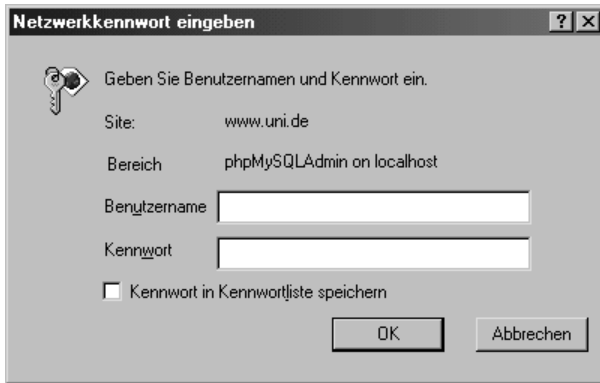 Netzwerkkennwort eingeben
Geben Sie Benutzernamen und Kennwort ein.
Site: www.uni.de
Bereich phpMySQLAdmin on localhost
Benutzername
Kennwort
Kennwort in Kennwortliste speichern
OK Abbrechen